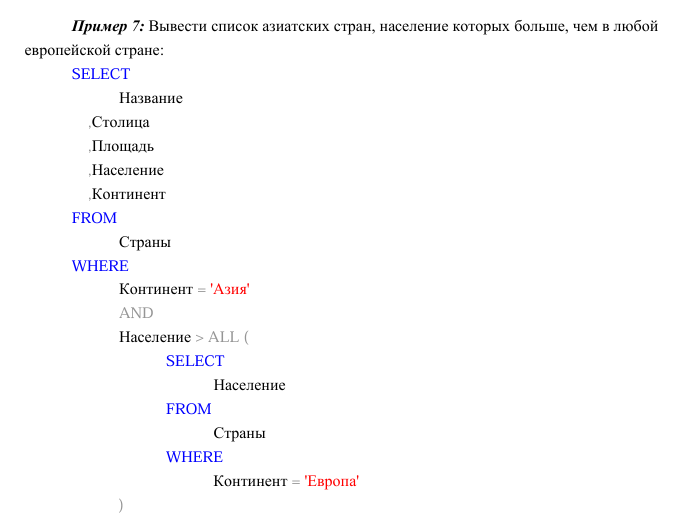 Пример 7: Вывести список азиатских стран, население которых больше, чем в любой
европейской стране:
SELECT
Название
,Столица
,Площадь
,Население
,Континент
FROM
Страны
WHERE
Континент = 'Азия'
AND
Население > ALL (
SELECT
Население
FROM
Страны
WHERE
Континент = 'Европа'
)